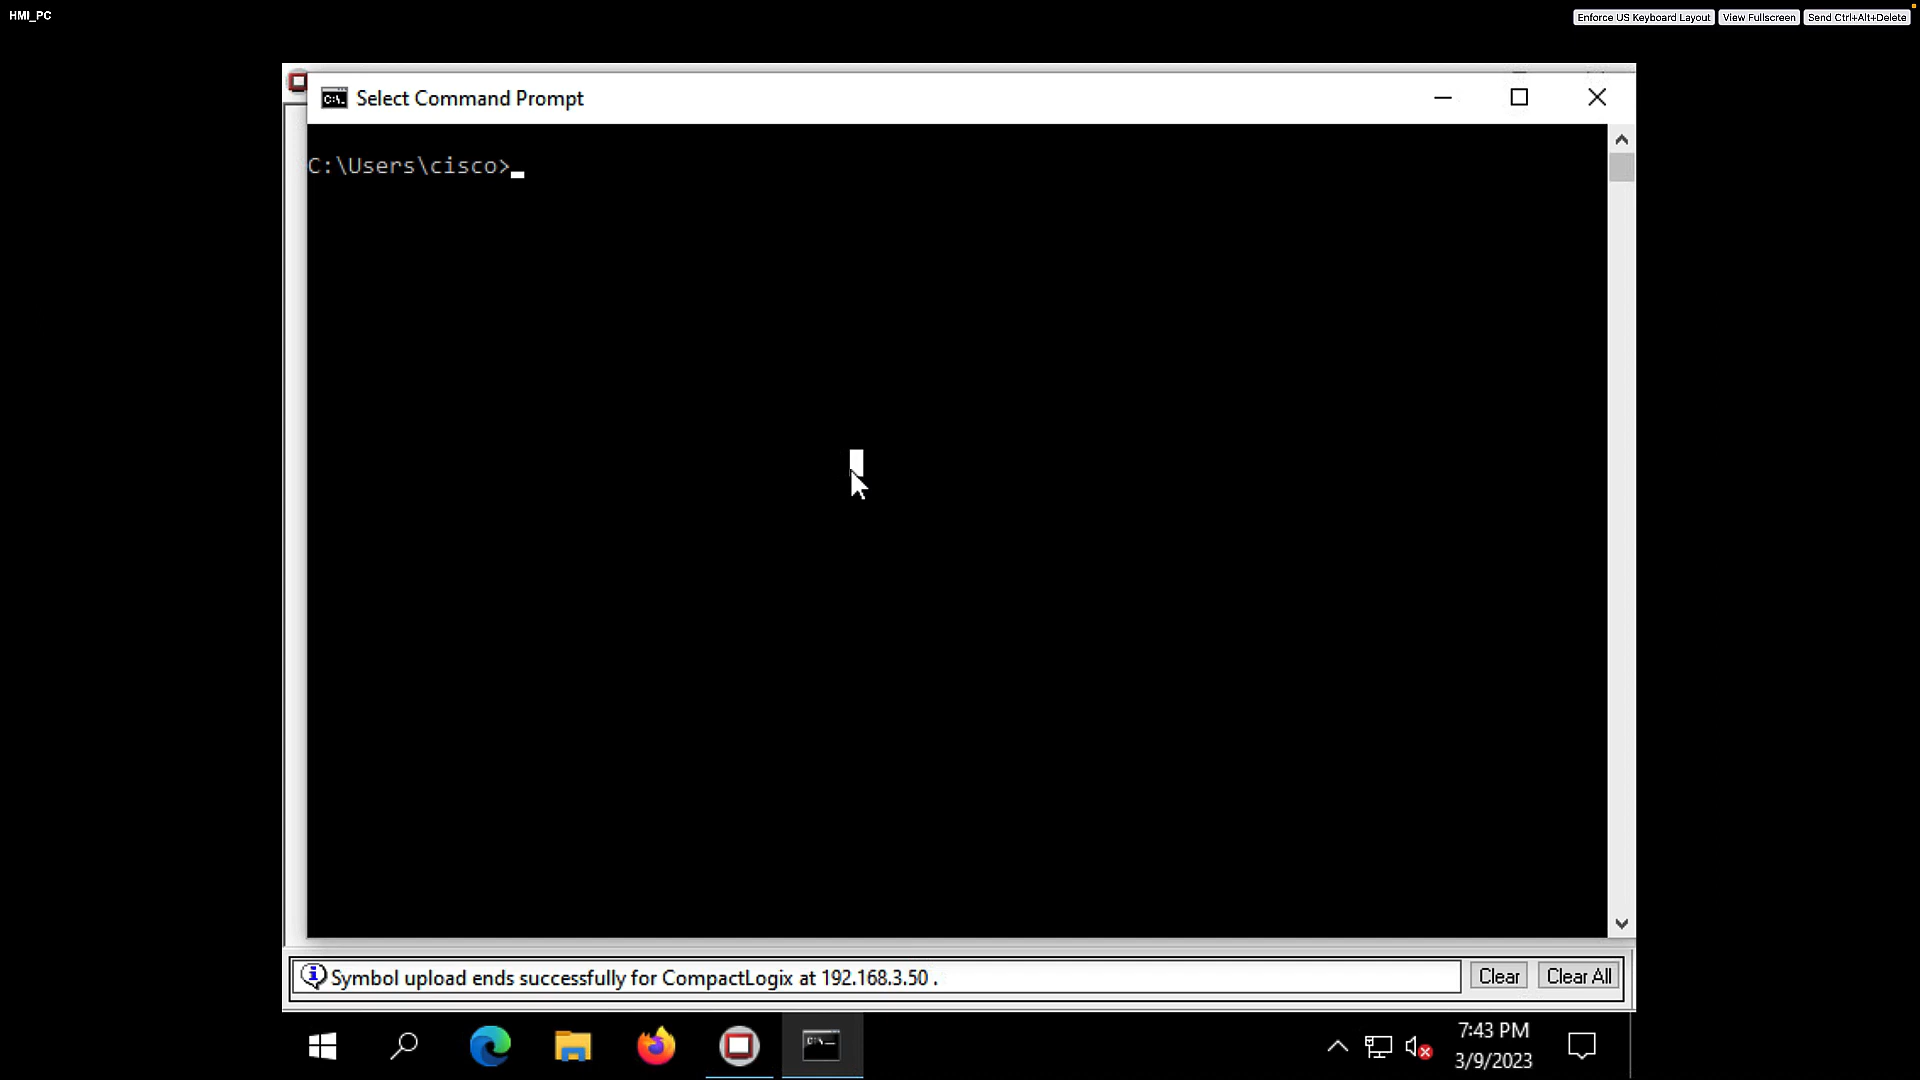 HMI_PC
Enforce US Keyboard Layout View Fullscreen Send Ctrl+Alt+Delete
Select Command Prompt
C:\Users\cisco>
Symbol upload ends successfully for CompactLogix at 192.168.3.50 .
Clear
Clear All
7:43 PM
3/9/2023